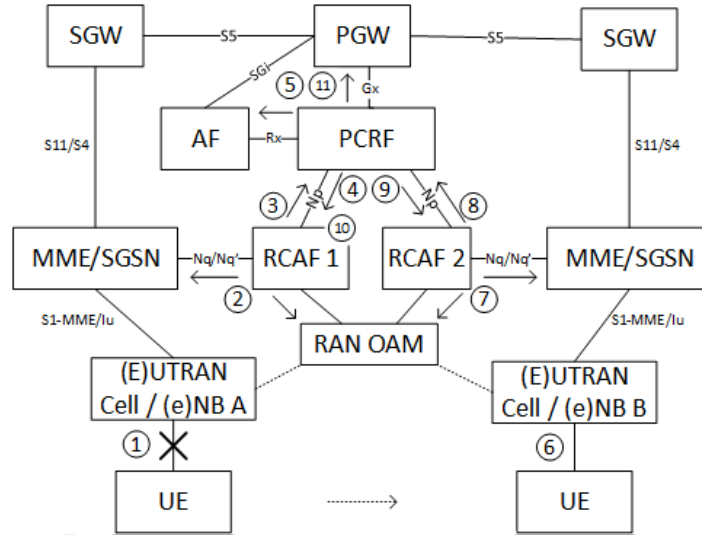 SGW
S5
PGW
S5
SGW
SGi
5
11
Gx
AF
Rx
PCRF
S11/S4
S11/S4
3
Np
4
9
Np
8
10
MME/SGSN
Nq/Nq'
RCAF 1
RCAF 2
Nq/Nq'
MME/SGSN
2
7
S1-MME/Iu
RAN OAM
S1-MME/Iu
(E)UTRAN
Cell / (e)NB A
(E)UTRAN
Cell / (e)NB B
1
6
UE
UE